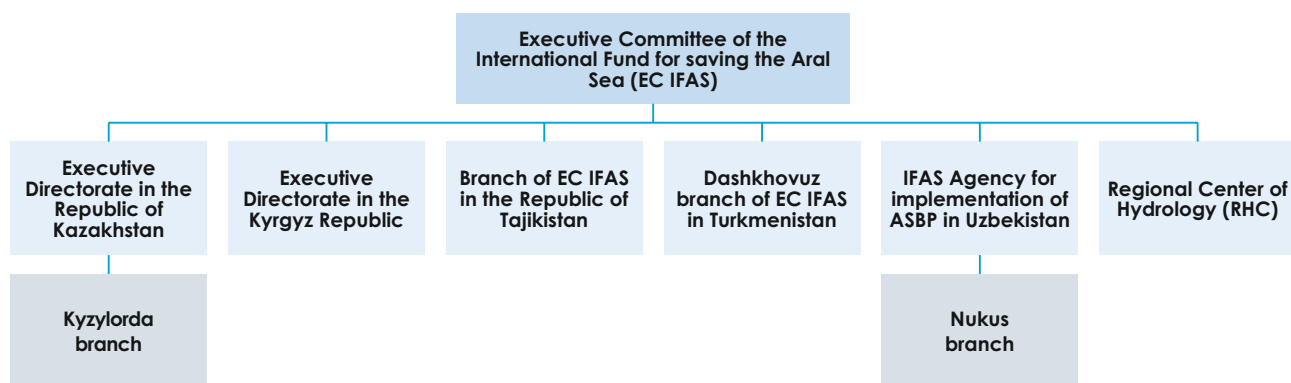 Executive Committee of the
International Fund for saving the Aral
Sea (EC IFAS)
Executive
Directorate in the
Republic of
Kazakhstan
Executive
Directorate in the
Kyrgyz Republic
Branch of EC IFAS
in the Republic of
Tajikistan
Dashkhovuz
branch of EC IFAS
in Turkmenistan
IFAS Agency for
implementation of
ASBP in Uzbekistan
Regional Center of
Hydrology (RHC)
Kyzylorda
branch
Nukus
branch